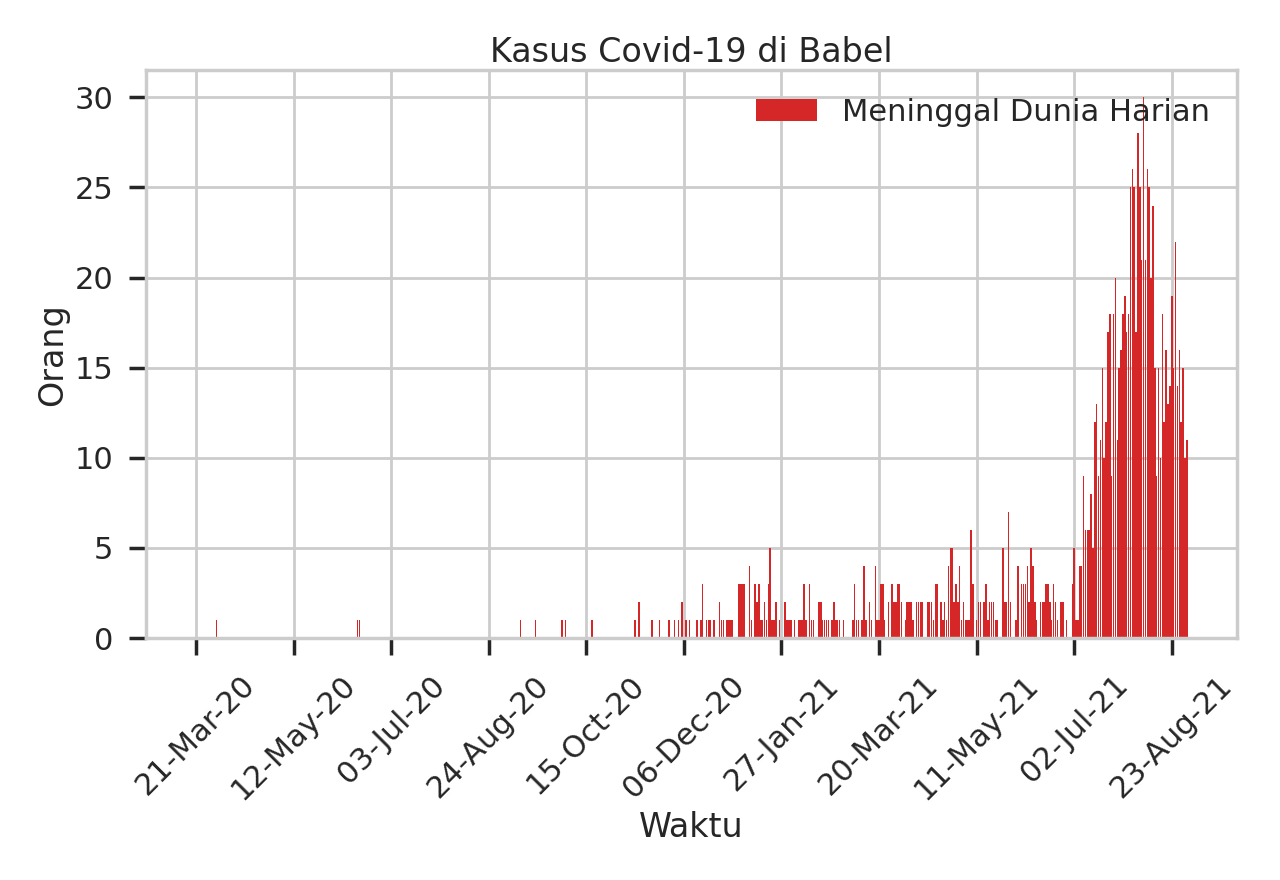 Kasus Covid-19 di Babel
Meninggal Dunia Harian
30
25
20
15
10
5
0
Orang
21-Mar-20
12-May-20
03-Jul-20
24-Aug-20
15-Oct-20
06-Dec-20
27-Jan-21
20-Mar-21
11-May-21
02-Jul-21
23-Aug-21
Waktu